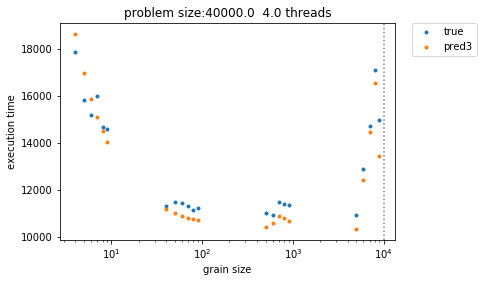 problem size:40000.0  4.0 threads
true
pred3
execution time
18000
16000
14000
12000
10000
10¹
10²
10³
10⁴
grain size